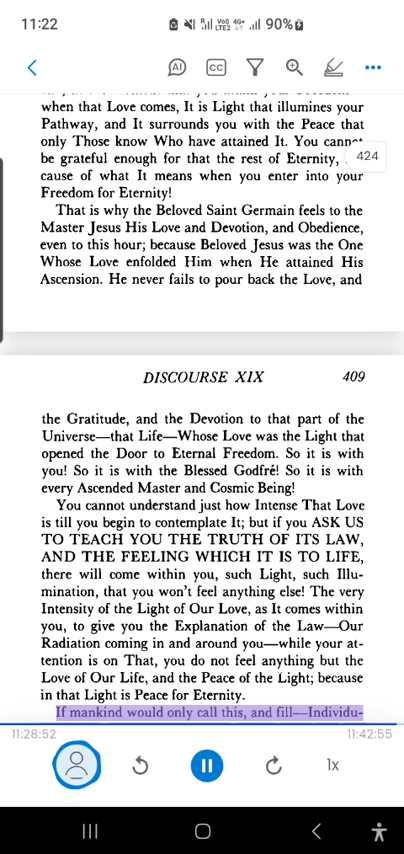 11:22
90%
AI
CC
when that Love comes, It is Light that illumines your
Pathway, and It surrounds you with the Peace that
only Those know Who have attained It. You cannot
be grateful enough for that the rest of Eternity,
424
cause of what It means when you enter into your
Freedom for Eternity!
That is why the Beloved Saint Germain feels to the
Master Jesus His Love and Devotion, and Obedience,
even to this hour; because Beloved Jesus was the One
Whose Love enfolded Him when He attained His
Ascension. He never fails to pour back the Love, and
DISCOURSE XIX 409
the Gratitude, and the Devotion to that part of the
Universe—that Life—Whose Love was the Light that
opened the Door to Eternal Freedom. So it is with
you! So it is with the Blessed Godfré! So it is with
every Ascended Master and Cosmic Being!
You cannot understand just how Intense That Love
is till you begin to contemplate It; but if you ASK US
TO TEACH YOU THE TRUTH OF ITS LAW,
AND THE FEELING WHICH IT IS TO LIFE,
there will come within you, such Light, such Illu-
mination, that you won't feel anything else! The very
Intensity of the Light of Our Love, as It comes within
you, to give you the Explanation of the Law—Our
Radiation coming in and around you—while your at-
tention is on That, you do not feel anything but the
Love of Our Life, and the Peace of the Light; because
in that Light is Peace for Eternity.
If mankind would only call this, and fill—Individu-
11:28:52 11:42:55
1x